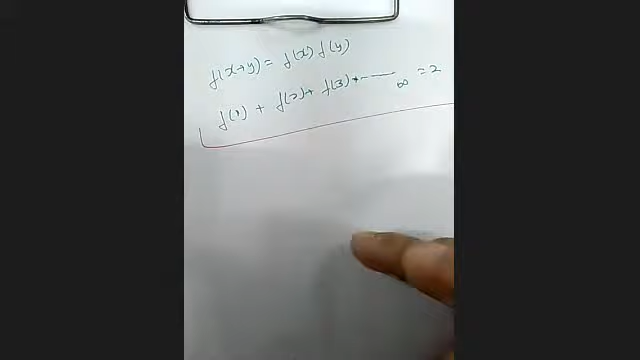 f(x+y) = f(x) f(y)
f(1) + f(2) + f(3) + ------ ∞ = 2